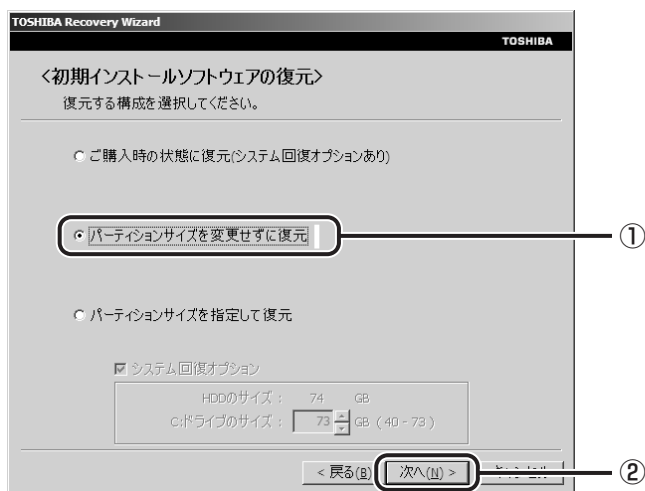 TOSHIBA Recovery Wizard
TOSHIBA
<初期インストールソフトウェアの復元>
復元する構成を選択してください。
ご購入時の状態に復元(システム回復オプションあり)
パーティションサイズを変更せずに復元
①
パーティションサイズを指定して復元
システム回復オプション
HDDのサイズ： 74 GB
C:ドライブのサイズ： 73 GB ( 40 - 73 )
< 戻る(B) 次へ(N) >
②